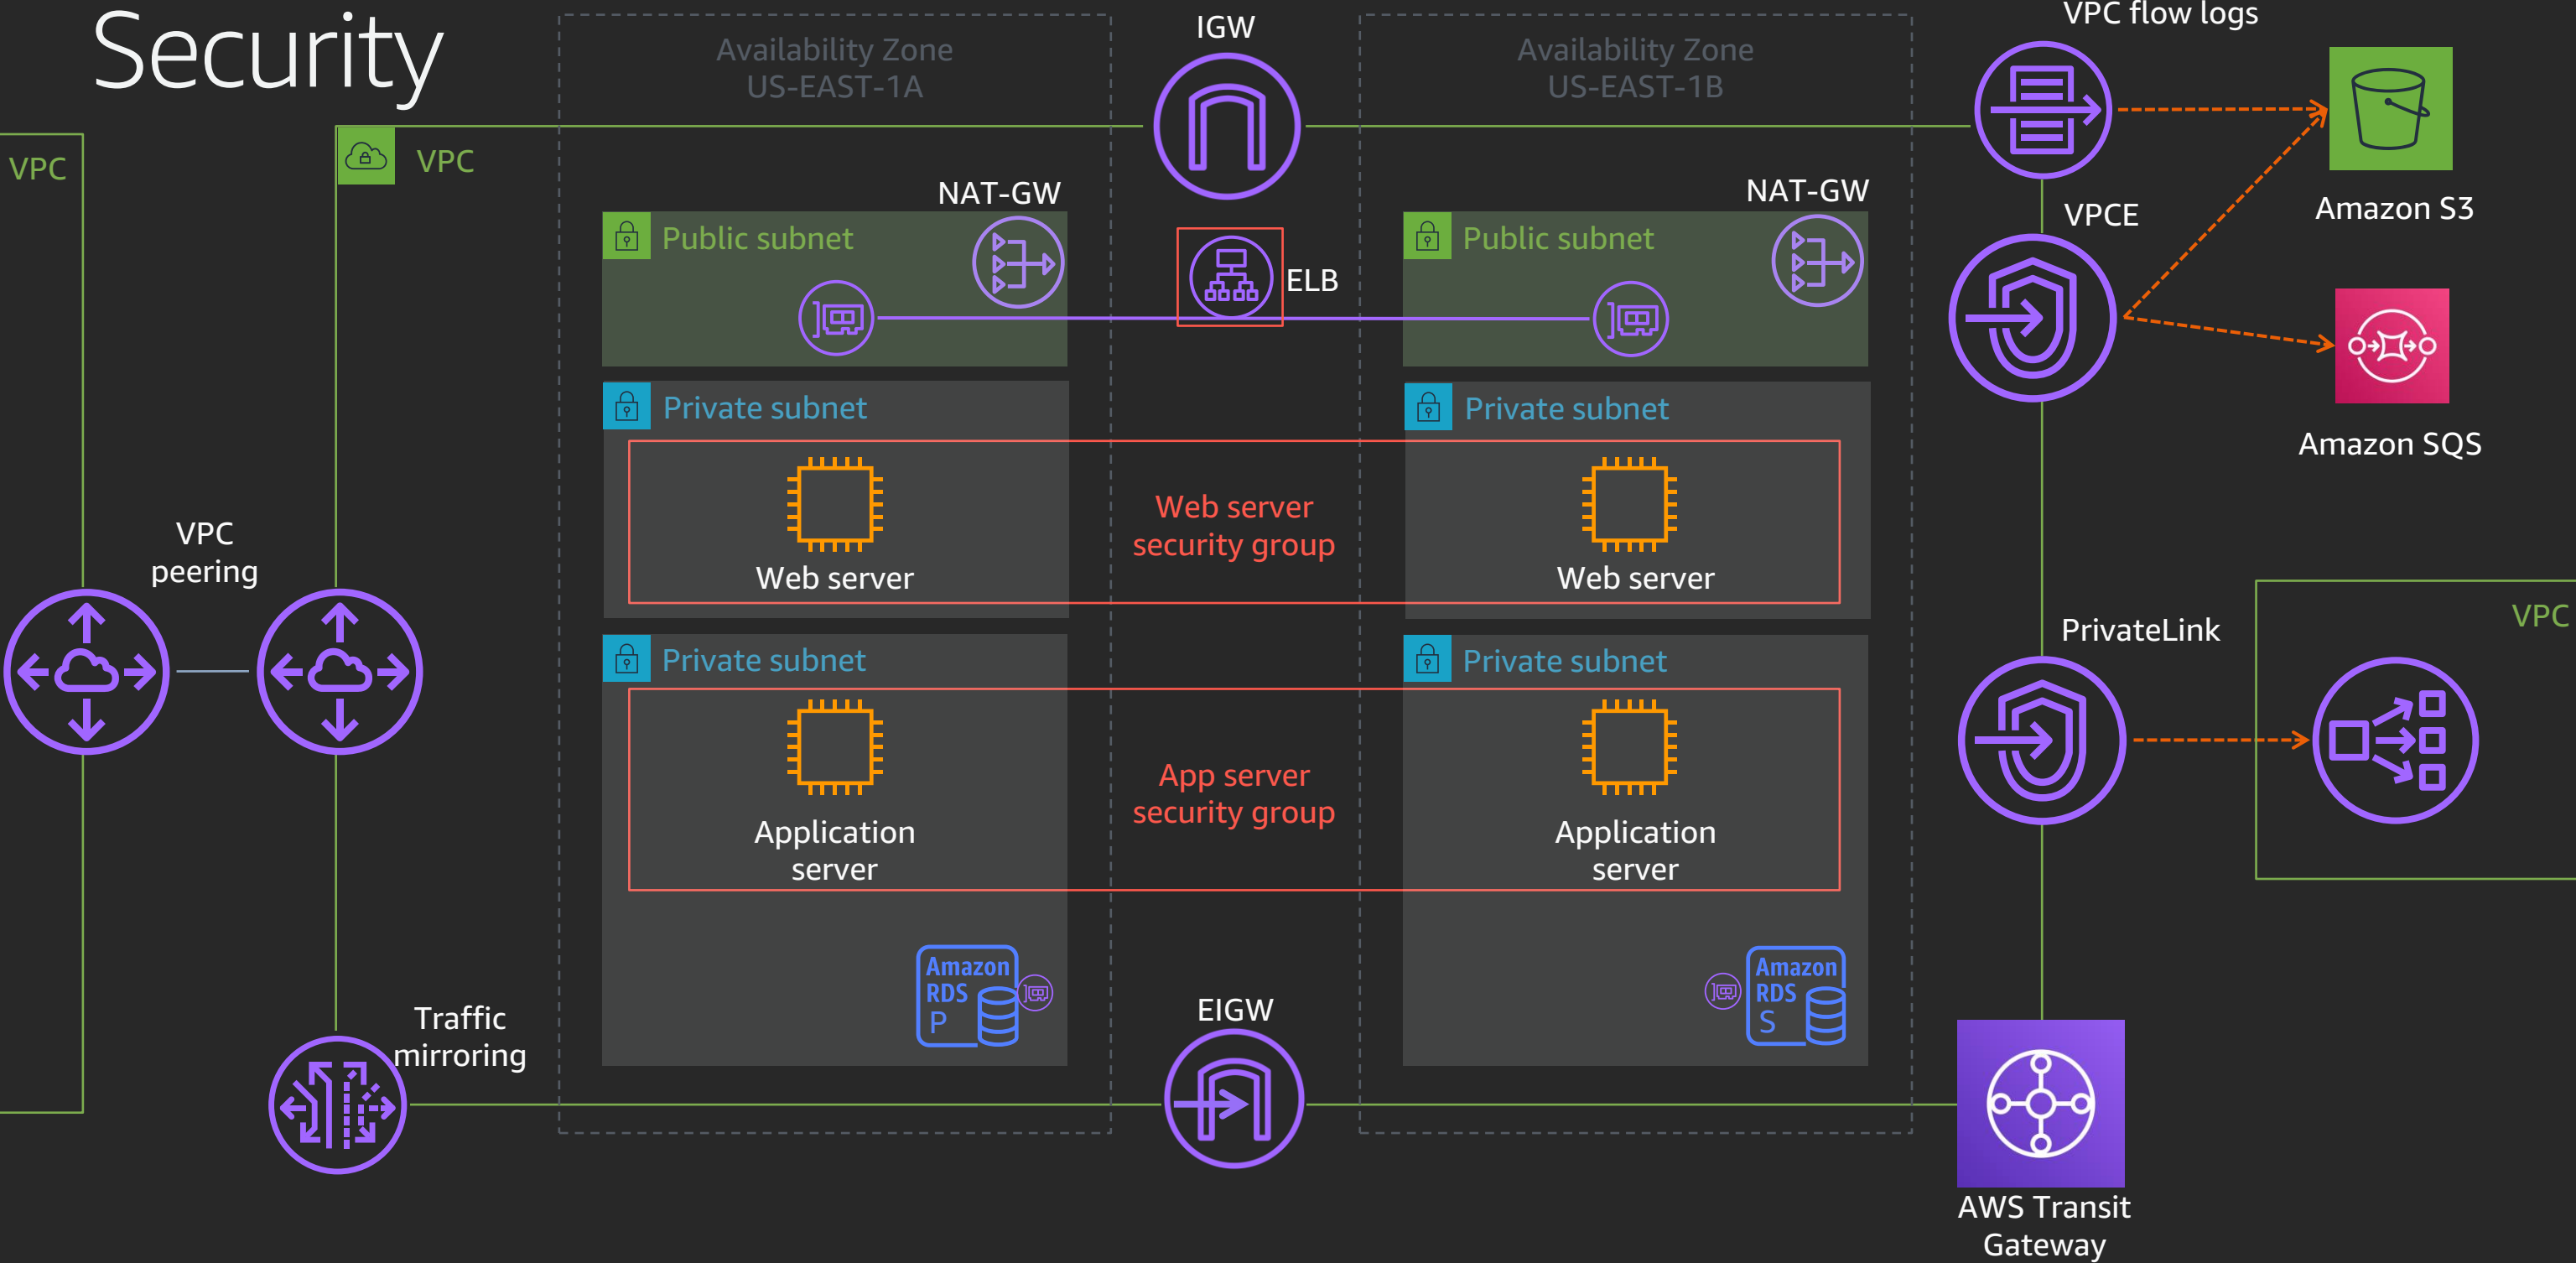 Security
Availability Zone
US-EAST-1A
IGW
Availability Zone
US-EAST-1B
VPC flow logs
VPC
VPC
NAT-GW
NAT-GW
VPCE
Amazon S3
Public subnet
ELB
Public subnet
Private subnet
Private subnet
Amazon SQS
Web server
security group
Web server
Web server
VPC
peering
VPC
PrivateLink
Private subnet
Private subnet
App server
security group
Application
server
Application
server
Amazon
RDS
P
Amazon
RDS
S
EIGW
Traffic
mirroring
AWS Transit
Gateway